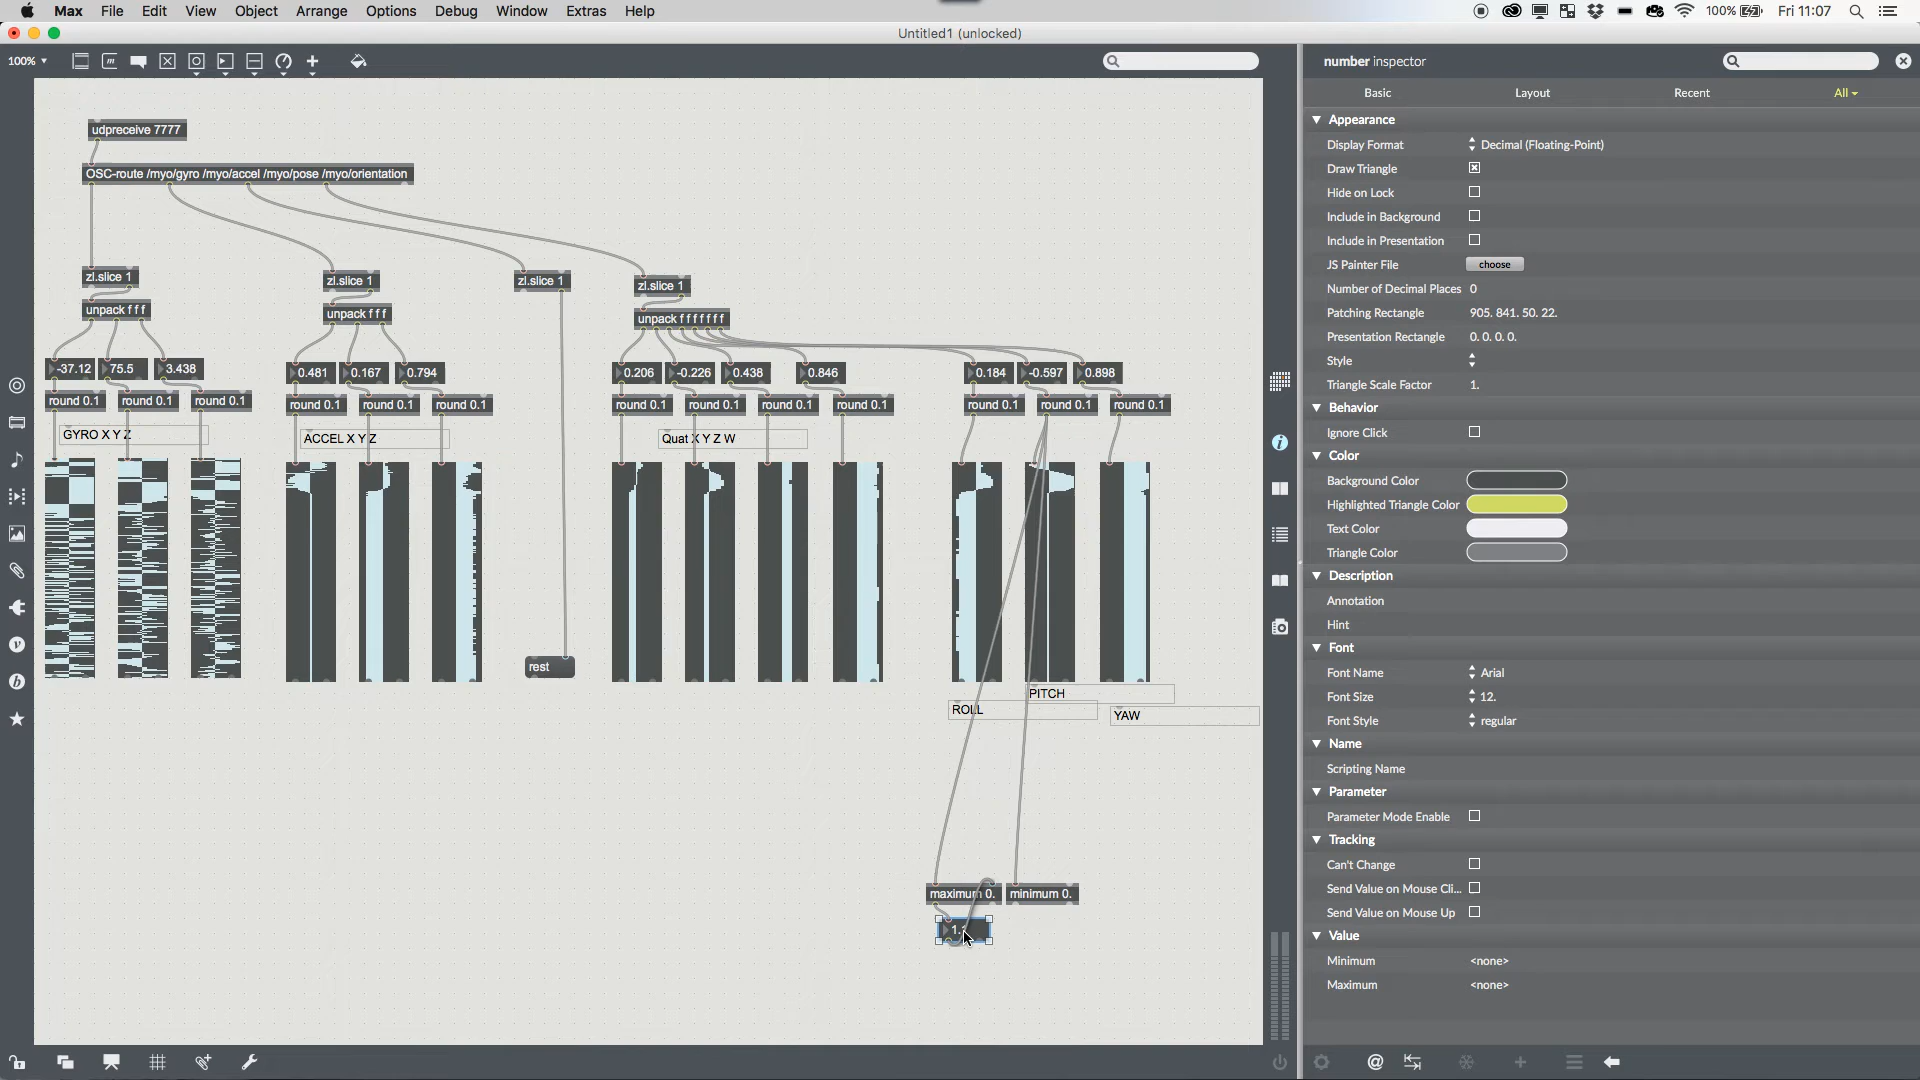 Max File Edit View Object Arrange Options Debug Window Extras Help 100% Fri 11:07
Untitled1 (unlocked)
100%
number inspector
Basic Layout Recent All
udpreceive 7777
OSC-route /myo/gyro /myo/accel /myo/pose /myo/orientation
zl.slice 1 zl.slice 1 zl.slice 1 zl.slice 1
unpack f f f unpack f f f unpack f f f f f f f
-37.12 75.5 3.438 0.481 0.167 0.794 0.206 -0.226 0.438 0.846 0.184 -0.597 0.898
round 0.1 round 0.1 round 0.1 round 0.1 round 0.1 round 0.1 round 0.1 round 0.1 round 0.1 round 0.1 round 0.1 round 0.1 round 0.1
GYRO X Y Z ACCEL X Y Z Quat X Y Z W
rest
PITCH
ROLL
YAW
maximum 0. minimum 0.
Appearance
Display Format Decimal (Floating-Point)
Draw Triangle
Hide on Lock
Include in Background
Include in Presentation
JS Painter File choose
Number of Decimal Places 0
Patching Rectangle 905. 841. 50. 22.
Presentation Rectangle 0. 0. 0. 0.
Style
Triangle Scale Factor 1.
Behavior
Ignore Click
Color
Background Color
Highlighted Triangle Color
Text Color
Triangle Color
Description
Annotation
Hint
Font
Font Name Arial
Font Size 12.
Font Style regular
Name
Scripting Name
Parameter
Parameter Mode Enable
Tracking
Can't Change
Send Value on Mouse Cli...
Send Value on Mouse Up
Value
Minimum <none>
Maximum <none>